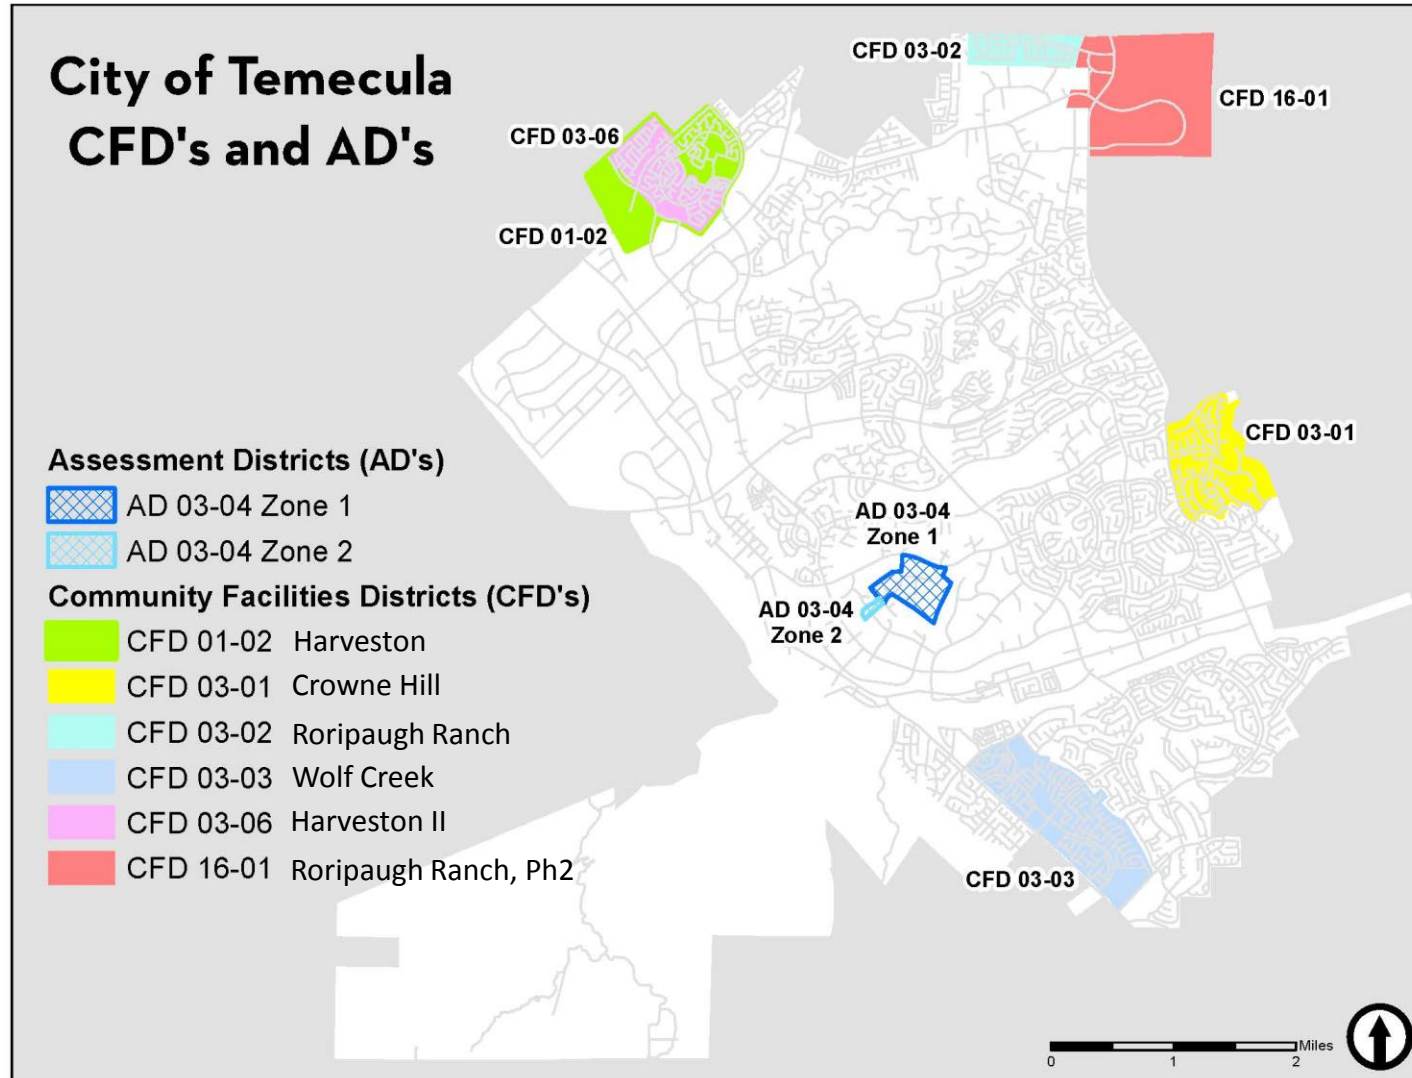 City of Temecula
CFD's and AD's
CFD 03-02
CFD 16-01
CFD 03-06
CFD 01-02
CFD 03-01
Assessment Districts (AD's)
AD 03-04 Zone 1
AD 03-04 Zone 2
AD 03-04
Zone 1
AD 03-04
Zone 2
Community Facilities Districts (CFD's)
CFD 01-02 Harveston
CFD 03-01 Crowne Hill
CFD 03-02 Roripaugh Ranch
CFD 03-03 Wolf Creek
CFD 03-06 Harveston II
CFD 16-01 Roripaugh Ranch, Ph2
CFD 03-03
Miles
0 1 2